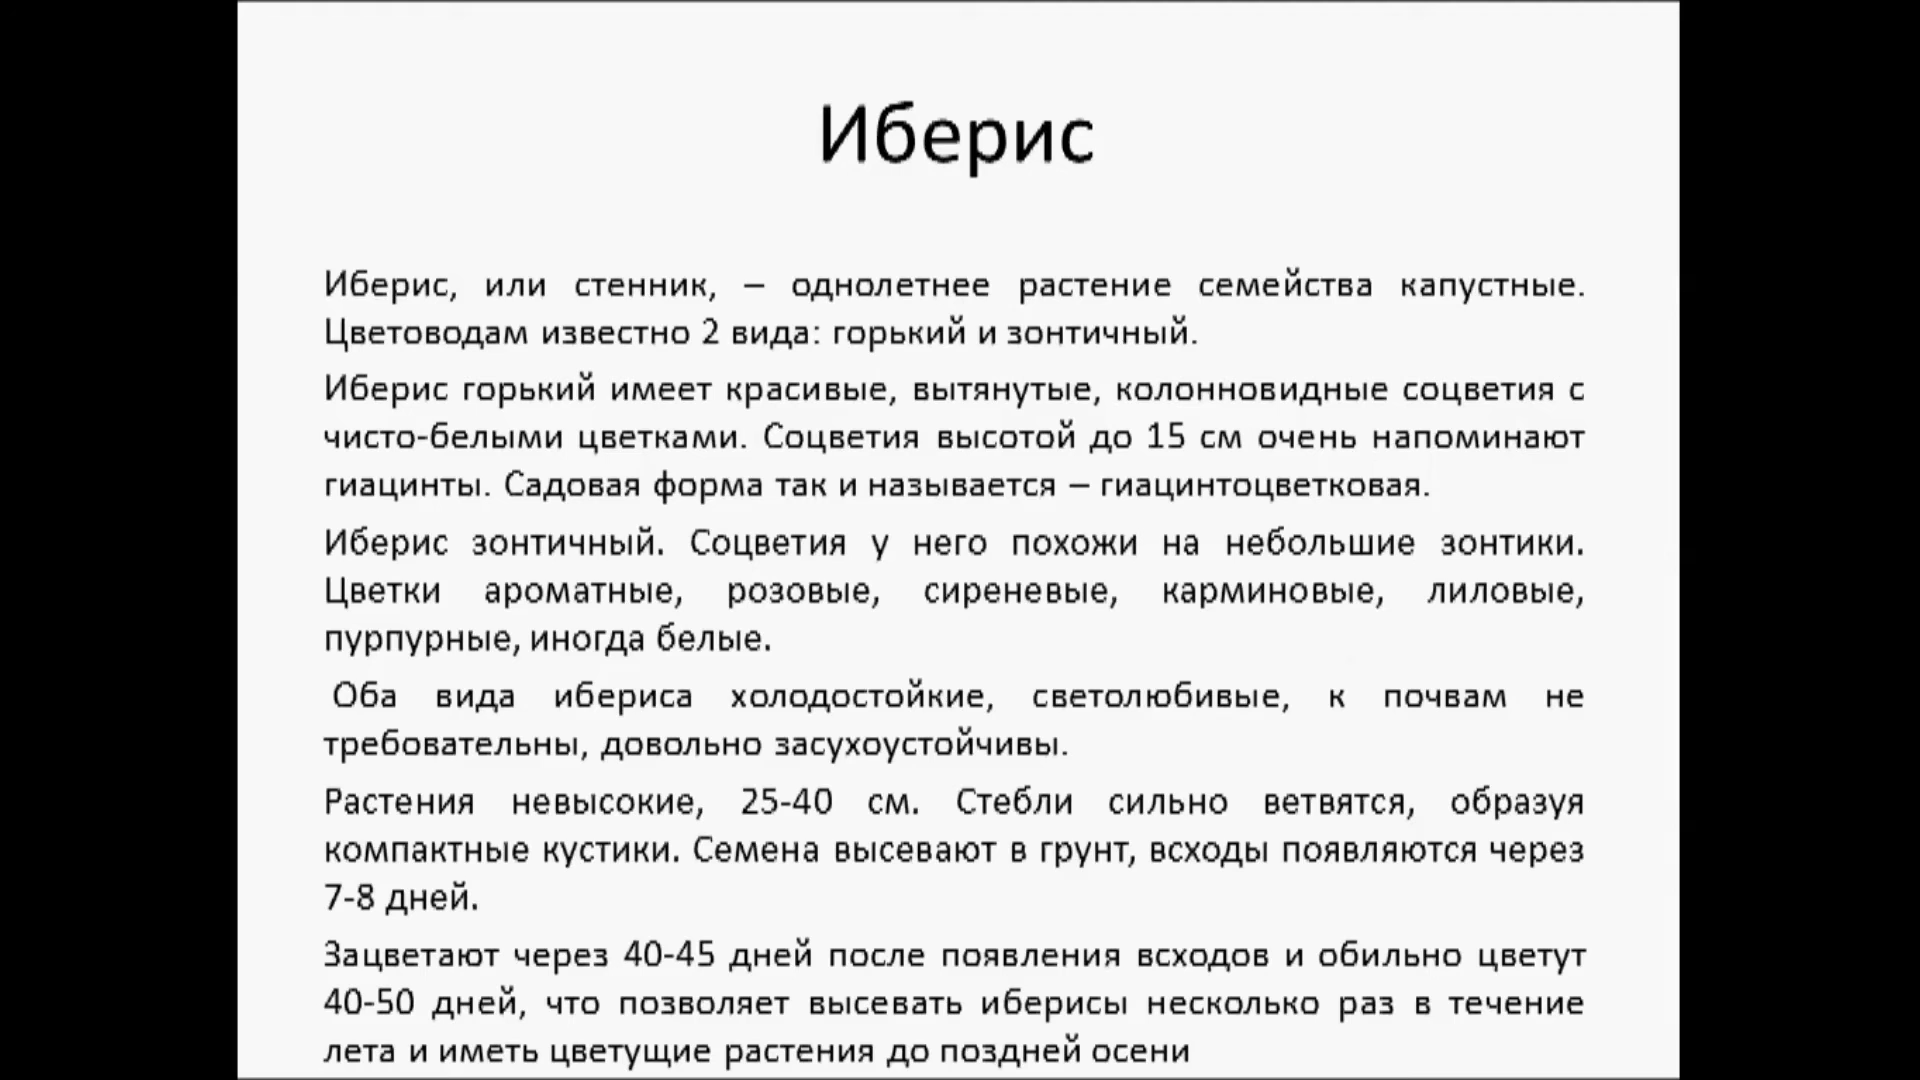 Иберис
Иберис, или стенник, – однолетнее растение семейства капустные.
Цветоводам известно 2 вида: горький и зонтичный.
Иберис горький имеет красивые, вытянутые, колонновидные соцветия с
чисто-белыми цветками. Соцветия высотой до 15 см очень напоминают
гиацинты. Садовая форма так и называется – гиацинтоцветковая.
Иберис зонтичный. Соцветия у него похожи на небольшие зонтики.
Цветки ароматные, розовые, сиреневые, карминовые, лиловые,
пурпурные, иногда белые.
Оба вида ибериса холодостойкие, светолюбивые, к почвам не
требовательны, довольно засухоустойчивы.
Растения невысокие, 25-40 см. Стебли сильно ветвятся, образуя
компактные кустики. Семена высевают в грунт, всходы появляются через
7-8 дней.
Зацветают через 40-45 дней после появления всходов и обильно цветут
40-50 дней, что позволяет высевать иберисы несколько раз в течение
лета и иметь цветущие растения до поздней осени